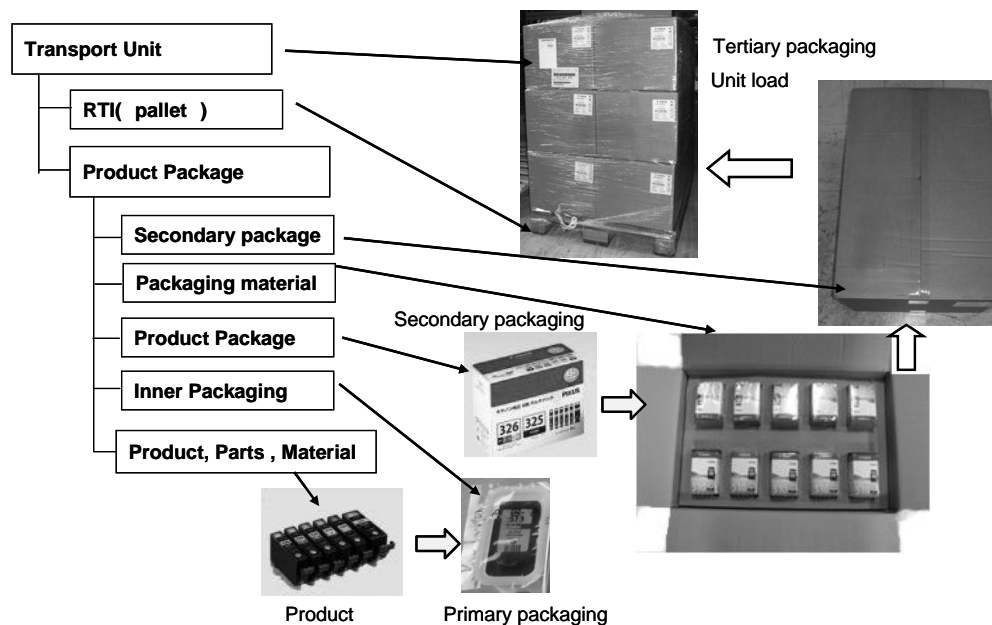 Transport Unit
Tertiary packaging
Unit load
RTI( pallet )
Product Package
Secondary package
Packaging material
Secondary packaging
Product Package
PIXUS
326
325
Inner Packaging
Product, Parts , Material
Product
Primary packaging